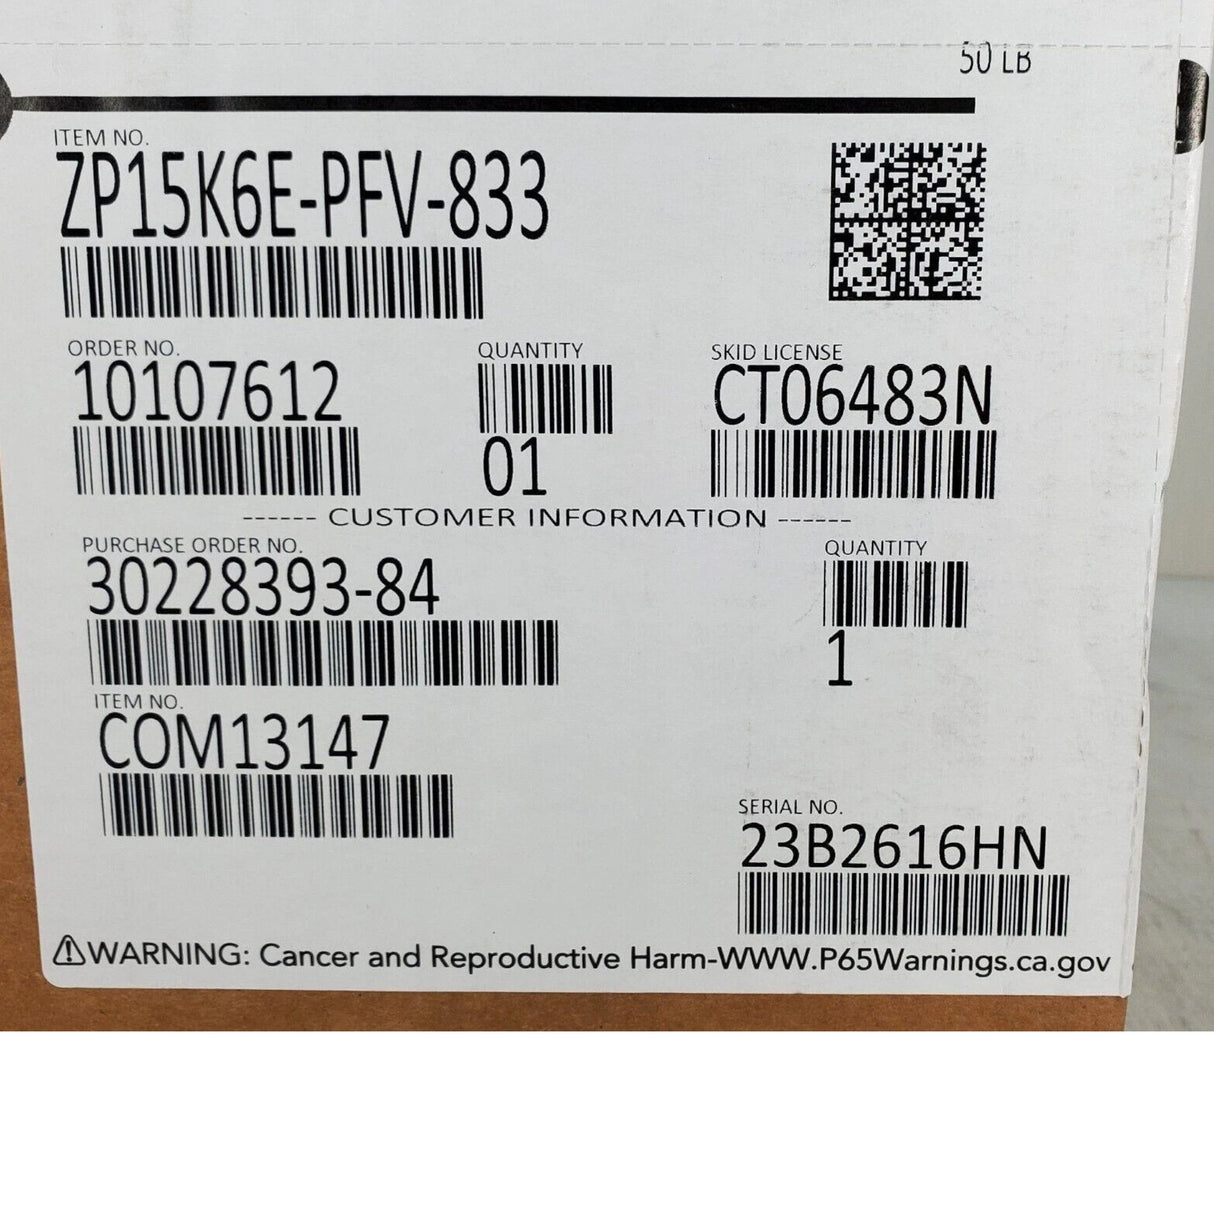 50 LB
ITEM NO.
ZP15K6E-PFV-833
ORDER NO.
10107612
QUANTITY
01
SKID LICENSE
CT06483N
------ CUSTOMER INFORMATION ------
PURCHASE ORDER NO.
30228393-84
QUANTITY
1
ITEM NO.
COM13147
SERIAL NO.
23B2616HN
⚠WARNING: Cancer and Reproductive Harm-WWW.P65Warnings.ca.gov